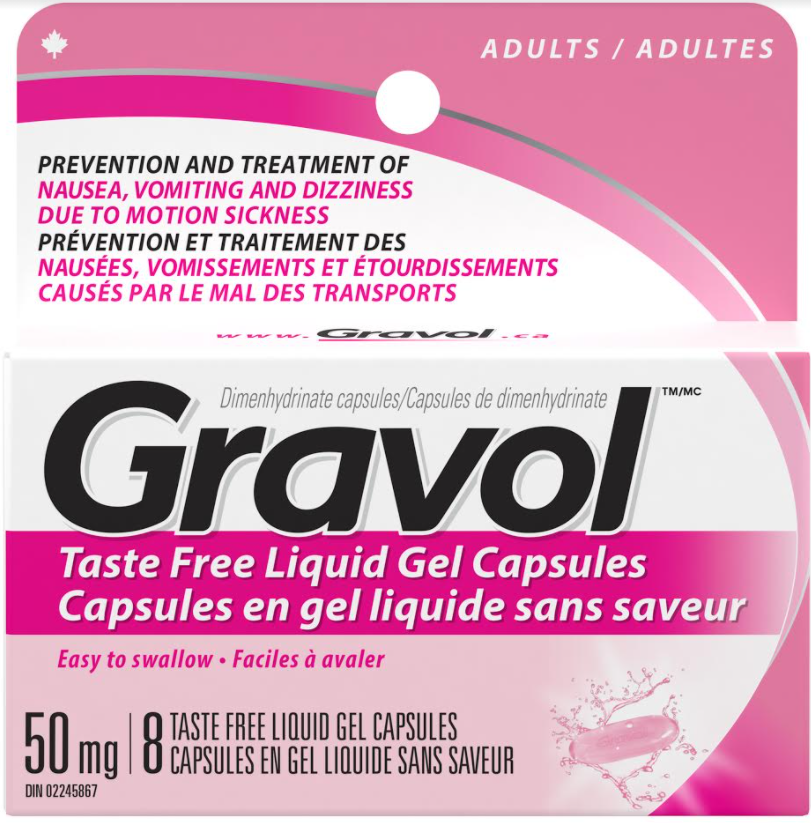 ADULTS / ADULTES
PREVENTION AND TREATMENT OF
NAUSEA, VOMITING AND DIZZINESS
DUE TO MOTION SICKNESS
PRÉVENTION ET TRAITEMENT DES
NAUSÉES, VOMISSEMENTS ET ÉTOURDISSEMENTS
CAUSÉS PAR LE MAL DES TRANSPORTS
www.Gravol.ca
Dimenhydrinate capsules/Capsules de dimenhydrinate
Gravol TM/MC
Taste Free Liquid Gel Capsules
Capsules en gel liquide sans saveur
Easy to swallow • Faciles à avaler
50 mg | 8 TASTE FREE LIQUID GEL CAPSULES
CAPSULES EN GEL LIQUIDE SANS SAVEUR
DIN 02245867